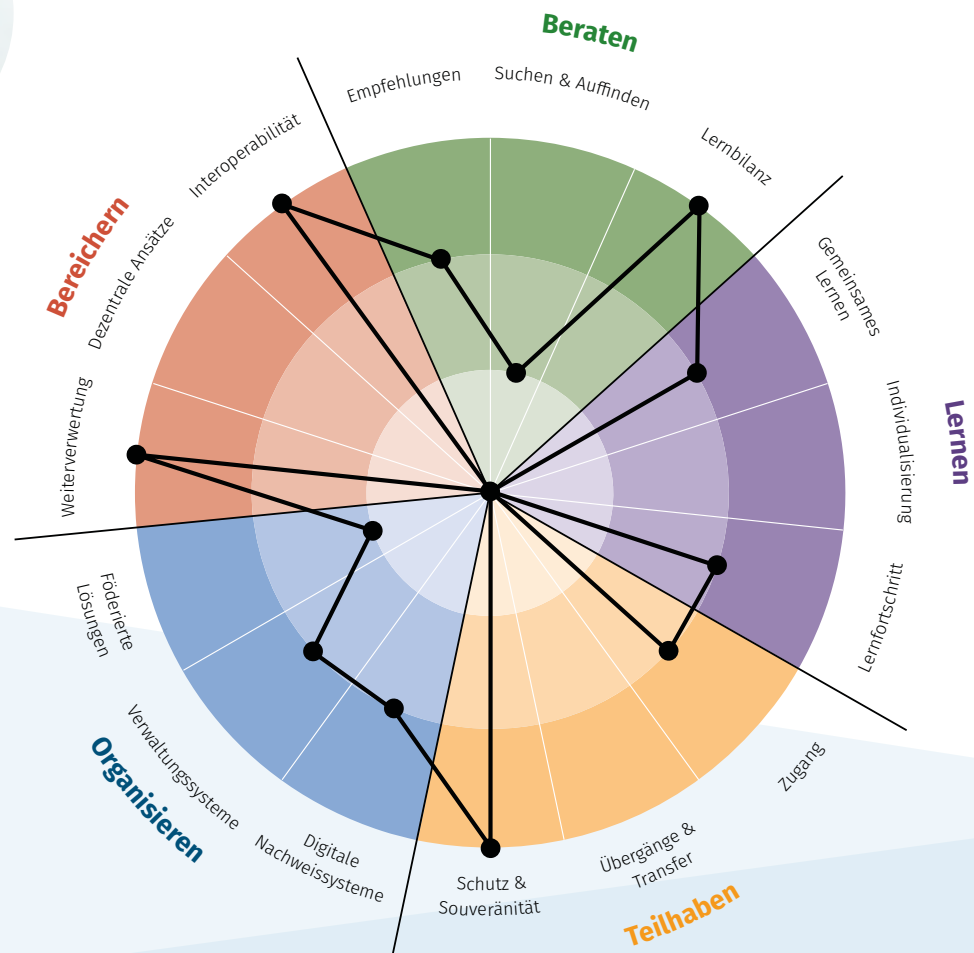 Beraten
Empfehlungen
Suchen & Auffinden
Lernbilanz
Lernen
Gemeinsames
Lernen
Individualisierung
Lernfortschritt
Teilhaben
Zugang
Übergänge &
Transfer
Schutz &
Souveränität
Organisieren
Digitale
Nachweissysteme
Verwaltungssysteme
Föderierte
Lösungen
Bereichern
Weiterverwertung
Dezentrale Ansätze
Interoperabilität